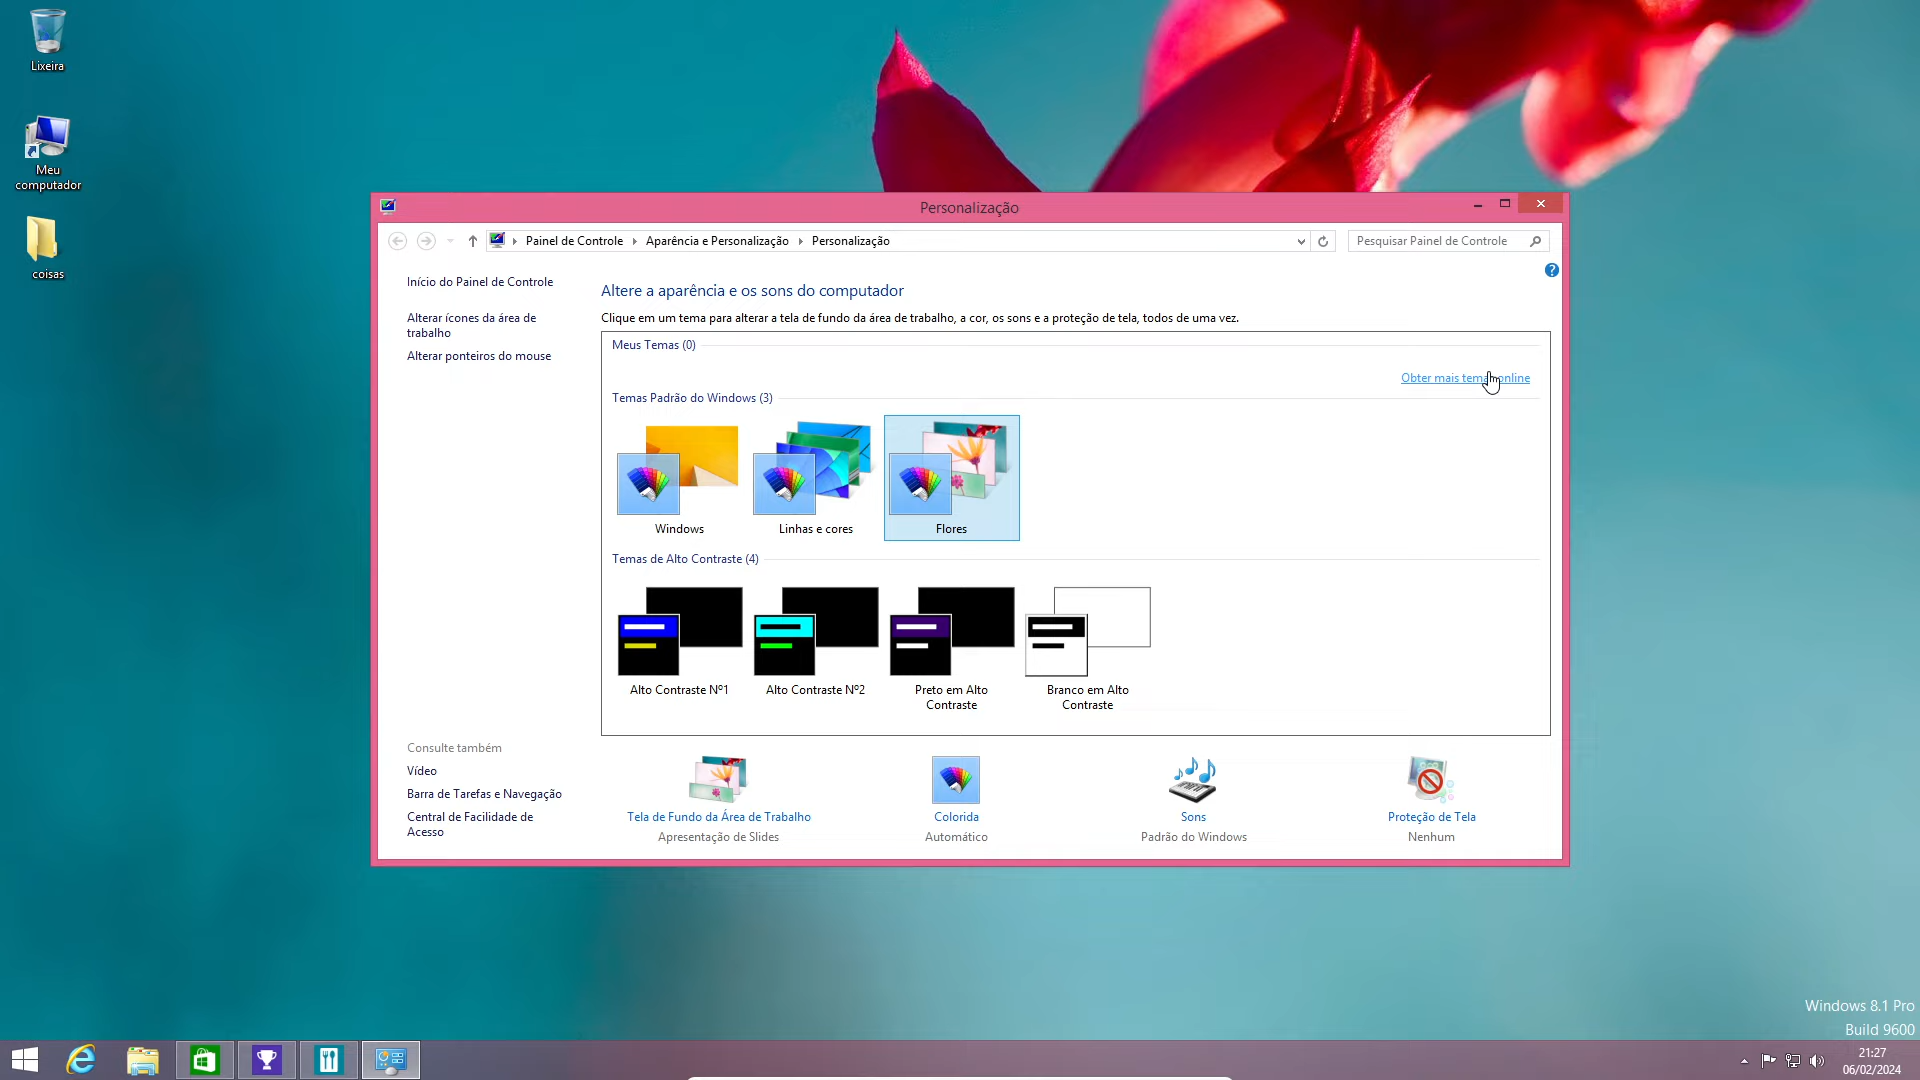 Lixeira
Meu
computador
coisas
Personalização
Painel de Controle
Aparência e Personalização
Personalização
Pesquisar Painel de Controle
?
Início do Painel de Controle
Alterar ícones da área de
trabalho
Alterar ponteiros do mouse
Altere a aparência e os sons do computador
Clique em um tema para alterar a tela de fundo da área de trabalho, a cor, os sons e a proteção de tela, todos de uma vez.
Meus Temas (0)
Obter mais temas online
Temas Padrão do Windows (3)
Windows
Linhas e cores
Flores
Temas de Alto Contraste (4)
Alto Contraste Nº1
Alto Contraste Nº2
Preto em Alto
Contraste
Branco em Alto
Contraste
Consulte também
Vídeo
Barra de Tarefas e Navegação
Central de Facilidade de
Acesso
Tela de Fundo da Área de Trabalho
Apresentação de Slides
Colorida
Automático
Sons
Padrão do Windows
Proteção de Tela
Nenhum
Windows 8.1 Pro
Build 9600
21:27
06/02/2024